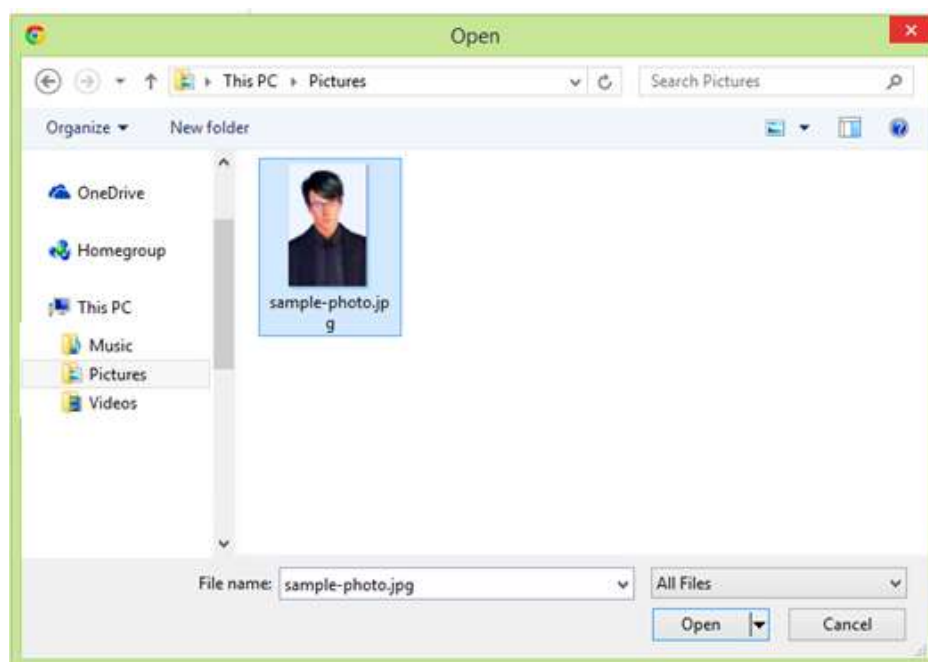 Open
This PC Pictures
Search Pictures
Organize New folder
OneDrive
Homegroup
This PC
Music
Pictures
Videos
sample-photo.jp
g
File name: sample-photo.jpg
All Files
Open Cancel